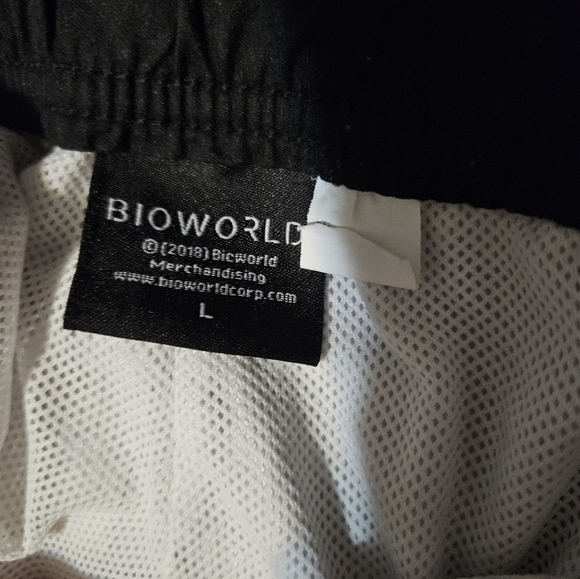 BIOWORLD
©(2018) Bioworld
Merchandising
www.bioworldcorp.com
L